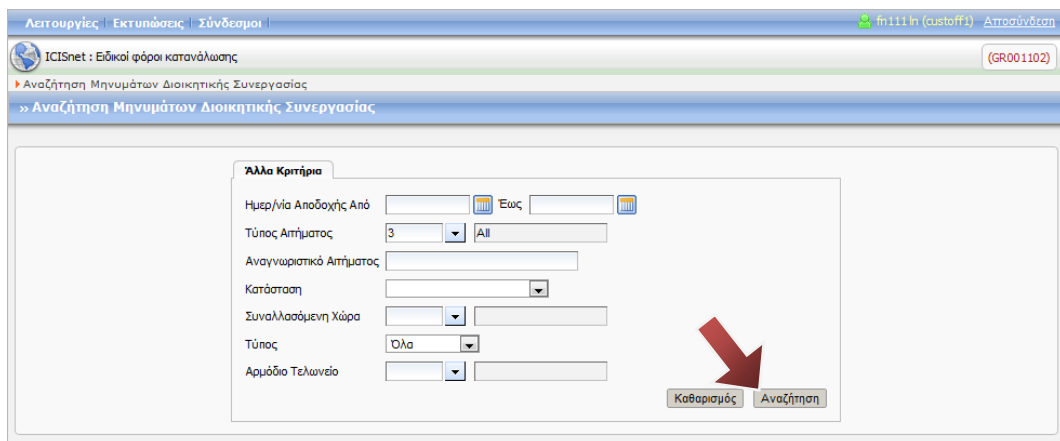 Λειτουργίες | Εκτυπώσεις | Σύνδεσμοι | fn111 ln (custoff1) Αποσύνδεση
ICISnet : Ειδικοί φόροι κατανάλωσης (GR001102)
Αναζήτηση Μηνυμάτων Διοικητικής Συνεργασίας
» Αναζήτηση Μηνυμάτων Διοικητικής Συνεργασίας
Άλλα Κριτήρια
Ημερ/νία Αποδοχής Από Έως
Τύπος Αιτήματος 3 All
Αναγνωριστικό Αιτήματος
Κατάσταση
Συναλλασόμενη Χώρα
Τύπος Όλα
Αρμόδιο Τελωνείο
Καθαρισμός Αναζήτηση